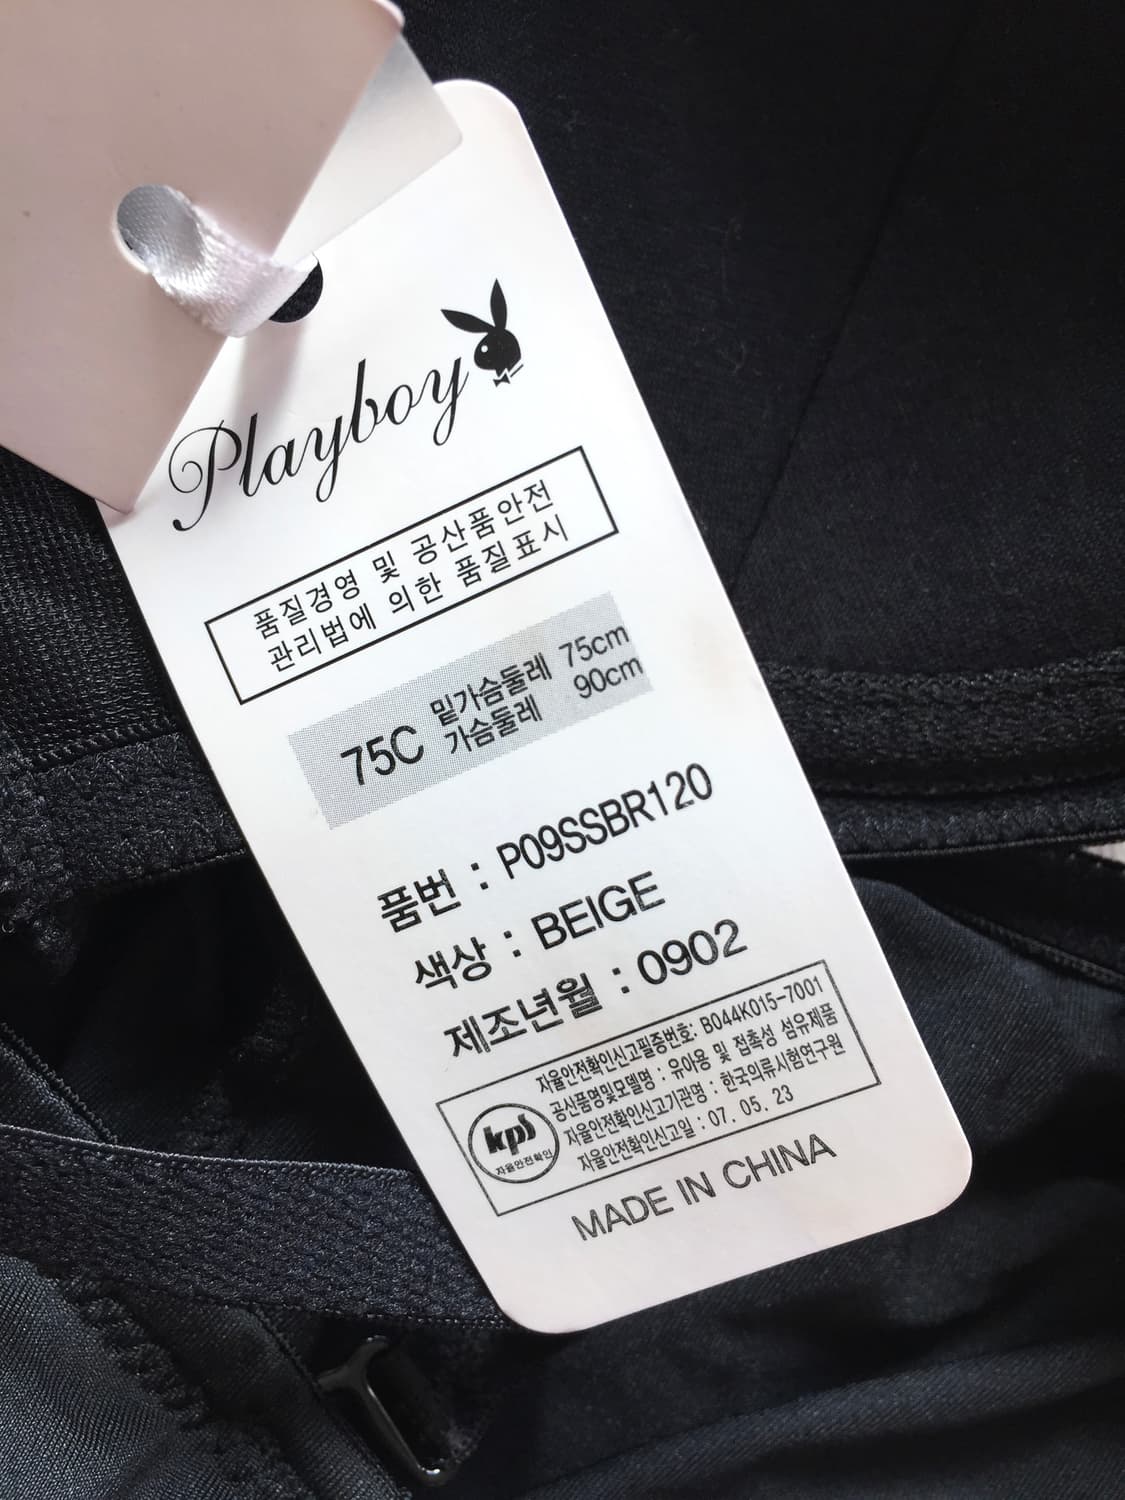 Playboy
품질경영 및 공산품안전
관리법에 의한 품질표시
75C 밑가슴둘레 75cm
가슴둘레 90cm
품번 : P09SSBR120
색상 : BEIGE
제조년월 : 0902
자율안전확인신고필증번호: B044K015-7001
공산품명및모델명 : 유아용 및 접촉성 섬유제품
자율안전확인신고기관명 : 한국의류시험연구원
자율안전확인신고일 : 07. 05. 23
kps
자율안전확인
MADE IN CHINA